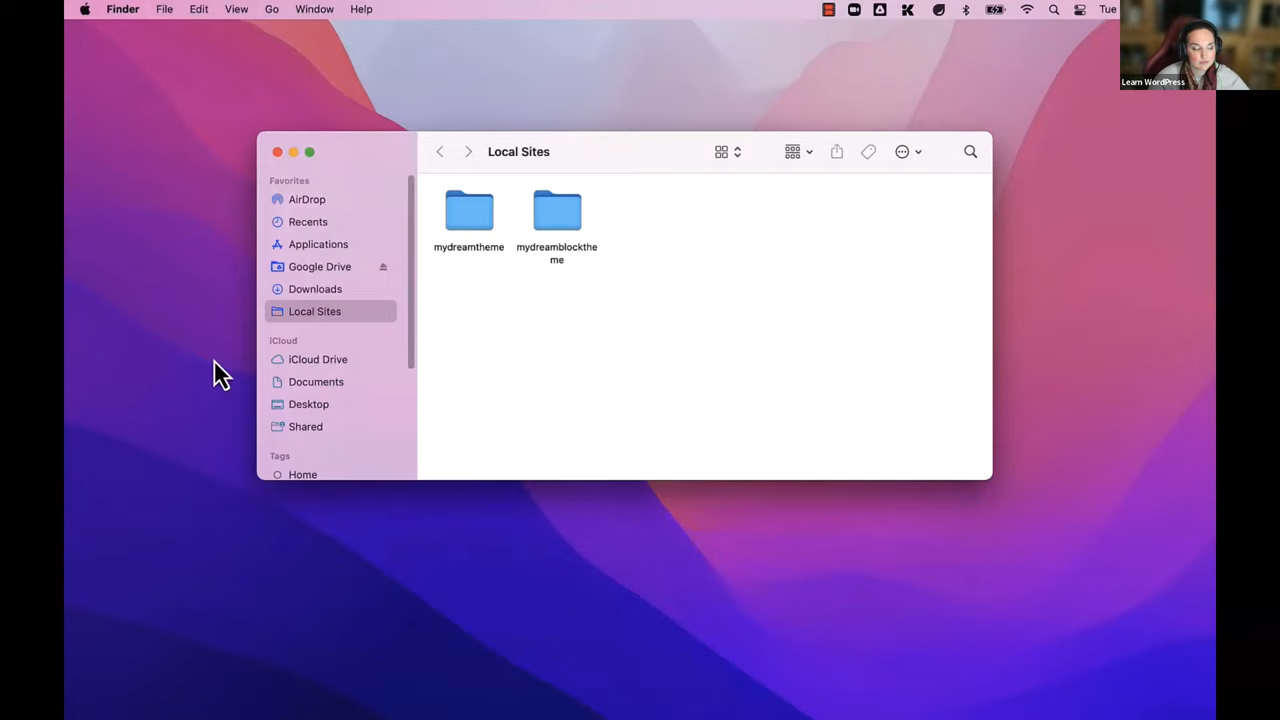 Finder File Edit View Go Window Help Tue
Learn WordPress
Local Sites
Favorites
AirDrop
Recents
Applications
Google Drive
Downloads
Local Sites
iCloud
iCloud Drive
Documents
Desktop
Shared
Tags
Home
mydreamtheme
mydreamblockthe
me